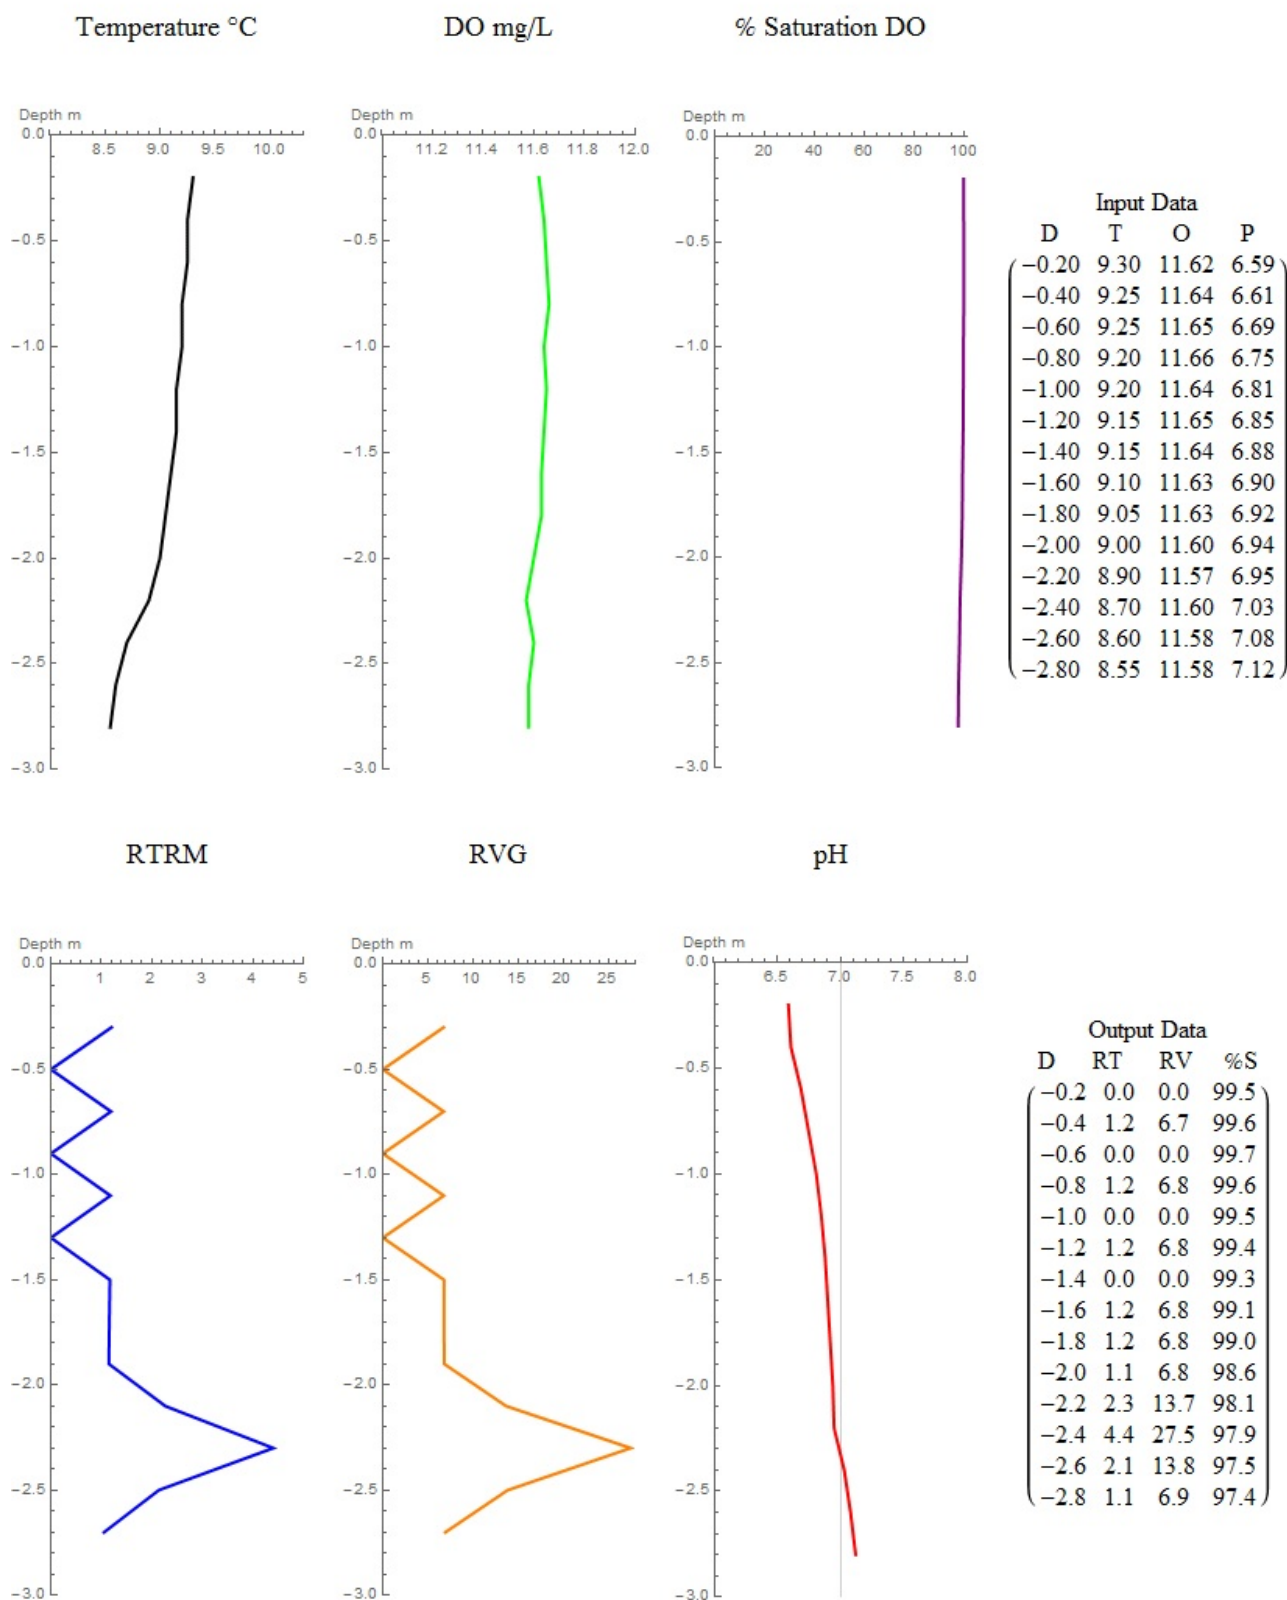 Temperature °C DO mg/L % Saturation DO
Depth m Depth m Depth m
0.0 0.0 0.0
8.5 9.0 9.5 10.0 11.2 11.4 11.6 11.8 12.0 20 40 60 80 100
Input Data
D T O P
−0.20 9.30 11.62 6.59
−0.40 9.25 11.64 6.61
−0.60 9.25 11.65 6.69
−0.80 9.20 11.66 6.75
−1.00 9.20 11.64 6.81
−1.20 9.15 11.65 6.85
−1.40 9.15 11.64 6.88
−1.60 9.10 11.63 6.90
−1.80 9.05 11.63 6.92
−2.00 9.00 11.60 6.94
−2.20 8.90 11.57 6.95
−2.40 8.70 11.60 7.03
−2.60 8.60 11.58 7.08
−2.80 8.55 11.58 7.12
−0.5 −0.5 −0.5
−1.0 −1.0 −1.0
−1.5 −1.5 −1.5
−2.0 −2.0 −2.0
−2.5 −2.5 −2.5
−3.0 −3.0 −3.0
RTRM RVG pH
Depth m Depth m Depth m
0.0 0.0 0.0
1 2 3 4 5 5 10 15 20 25 6.5 7.0 7.5 8.0
−0.5 −0.5 −0.5
−1.0 −1.0 −1.0
−1.5 −1.5 −1.5
−2.0 −2.0 −2.0
−2.5 −2.5 −2.5
−3.0 −3.0 −3.0
Output Data
D RT RV %S
−0.2 0.0 0.0 99.5
−0.4 1.2 6.7 99.6
−0.6 0.0 0.0 99.7
−0.8 1.2 6.8 99.6
−1.0 0.0 0.0 99.5
−1.2 1.2 6.8 99.4
−1.4 0.0 0.0 99.3
−1.6 1.2 6.8 99.1
−1.8 1.2 6.8 99.0
−2.0 1.1 6.8 98.6
−2.2 2.3 13.7 98.1
−2.4 4.4 27.5 97.9
−2.6 2.1 13.8 97.5
−2.8 1.1 6.9 97.4